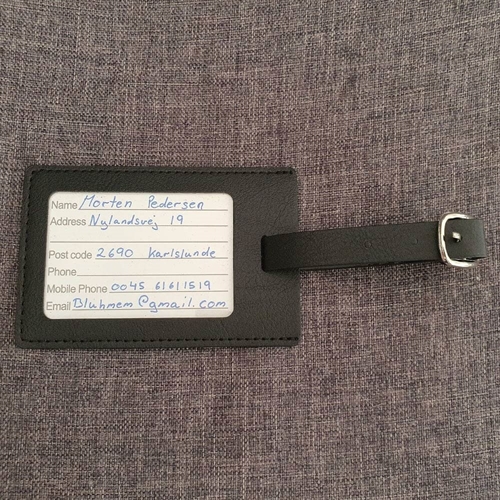 Name Morten Pedersen
Address Nylandsvej 19
Post code 2690 Karlslunde
Phone
Mobile Phone 0045 61611519
Email Bluhmem@gmail.com